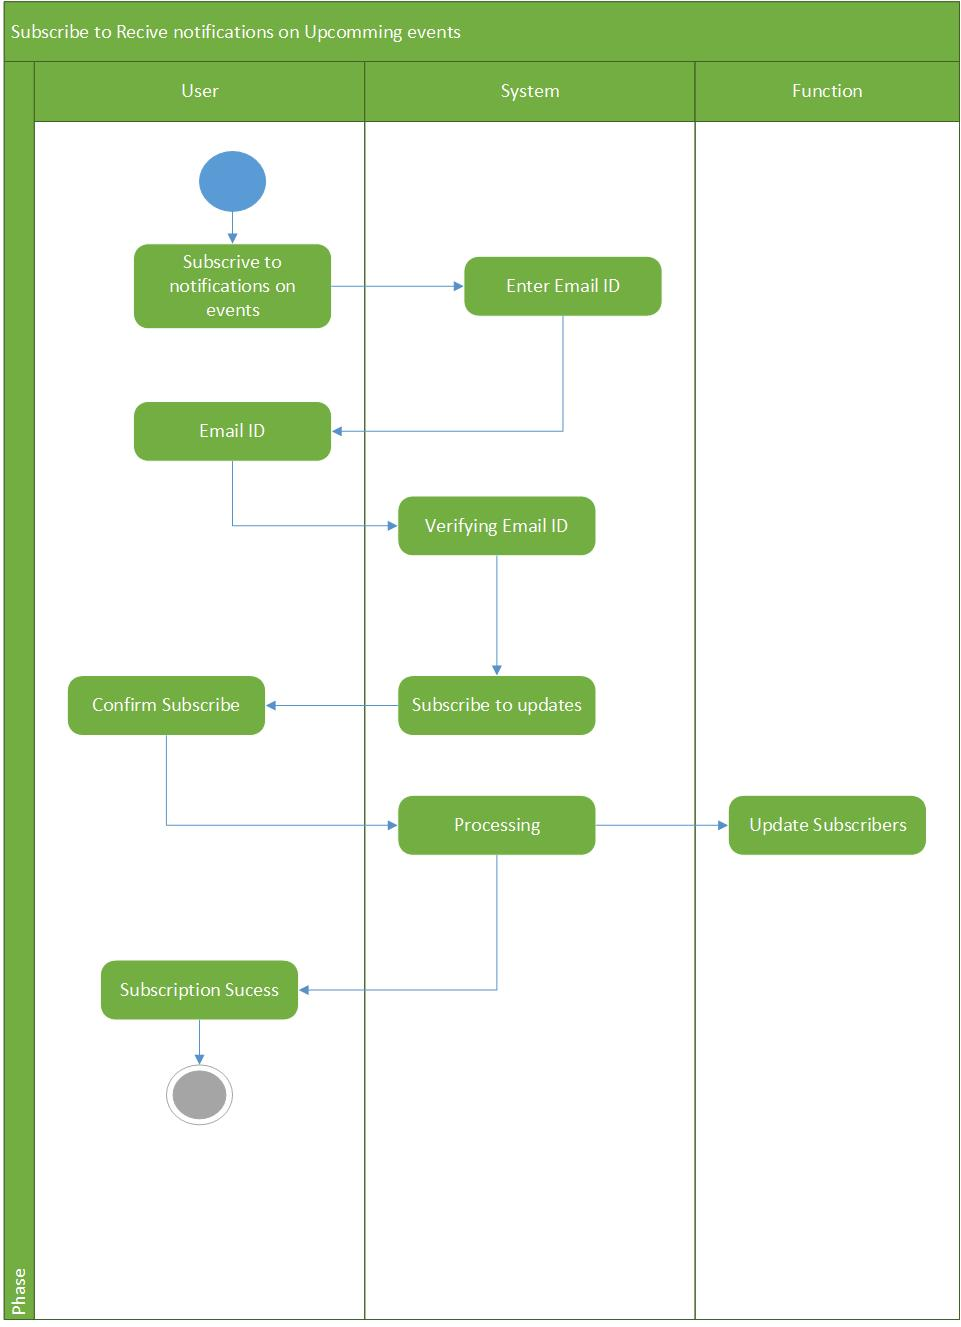 Subscribe to Recive notifications on Upcomming events
User
System
Function
Subscrive to
notifications on
events
Enter Email ID
Email ID
Verifying Email ID
Confirm Subscribe
Subscribe to updates
Processing
Update Subscribers
Subscription Sucess
Phase